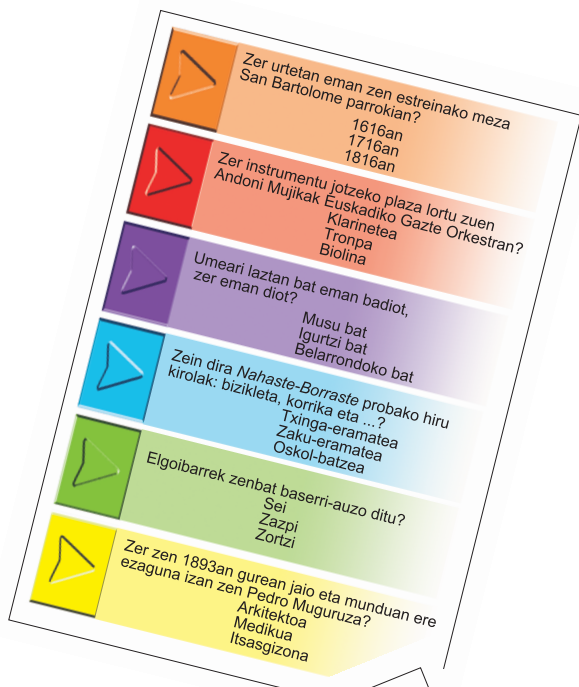 Zer urtetan eman zen estreinako meza
San Bartolome parrokian?
1616an
1716an
1816an
Zer instrumentu jotzeko plaza lortu zuen
Andoni Mujikak Euskadiko Gazte Orkestran?
Klarinetea
Tronpa
Biolina
Umeari laztan bat eman badiot,
zer eman diot?
Musu bat
Igurtzi bat
Belarrondoko bat
Zein dira Nahaste-Borraste probako hiru
kirolak: bizikleta, korrika eta ...?
Txinga-eramatea
Zaku-eramatea
Oskol-batzea
Elgoibarrek zenbat baserri-auzo ditu?
Sei
Zazpi
Zortzi
Zer zen 1893an gurean jaio eta munduan ere
ezaguna izan zen Pedro Muguruza?
Arkitektoa
Medikua
Itsasgizona